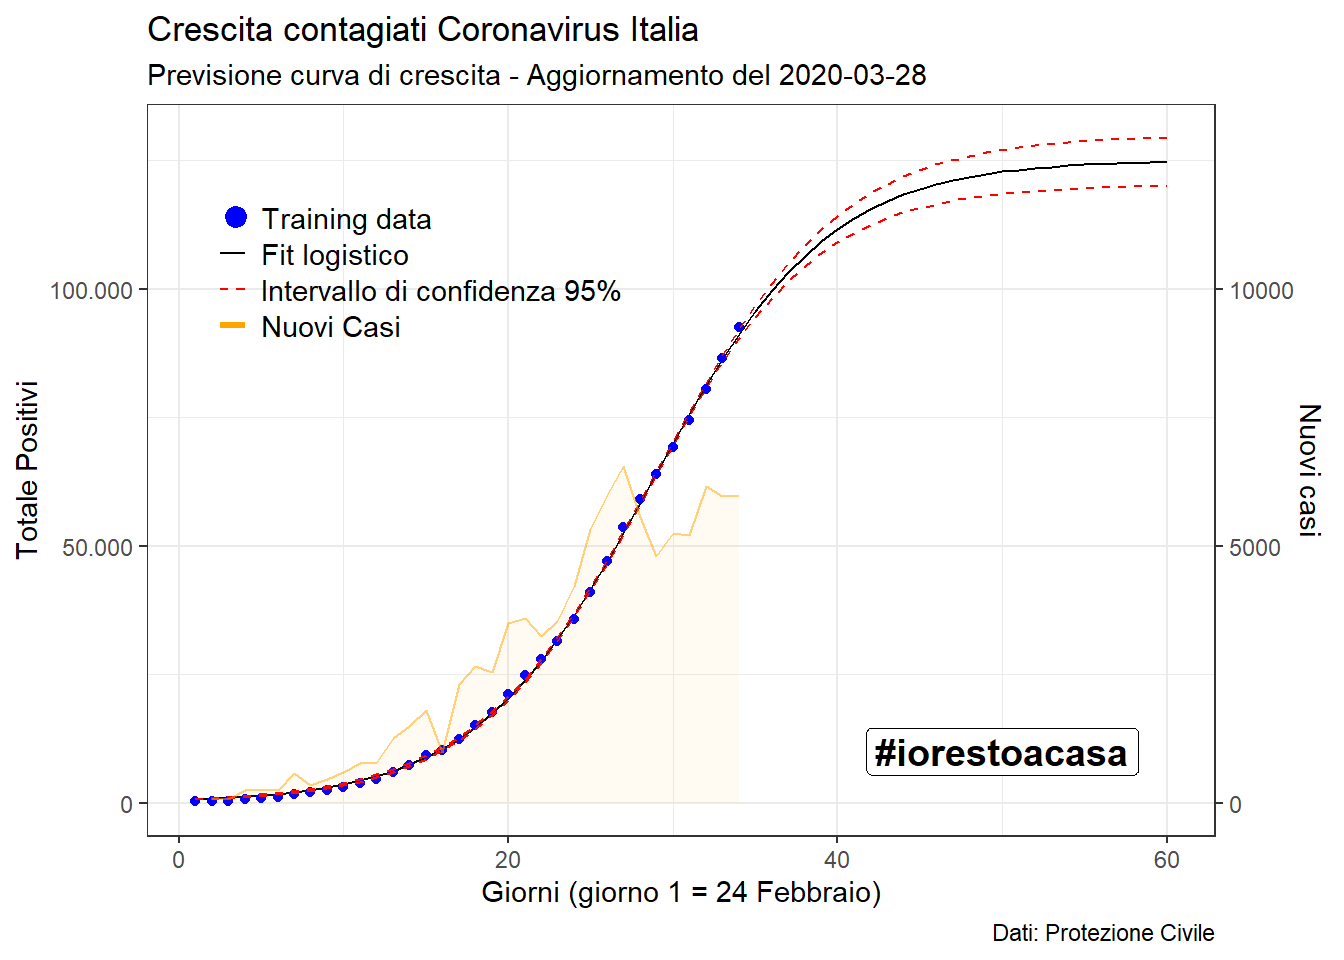 Crescita contagiati Coronavirus Italia
Previsione curva di crescita - Aggiornamento del 2020-03-28
Training data
Fit logistico
Intervallo di confidenza 95%
Nuovi Casi
100.000
50.000
0
Totale Positivi
10000
5000
0
Nuovi casi
#iorestoacasa
0 20 40 60
Giorni (giorno 1 = 24 Febbraio)
Dati: Protezione Civile